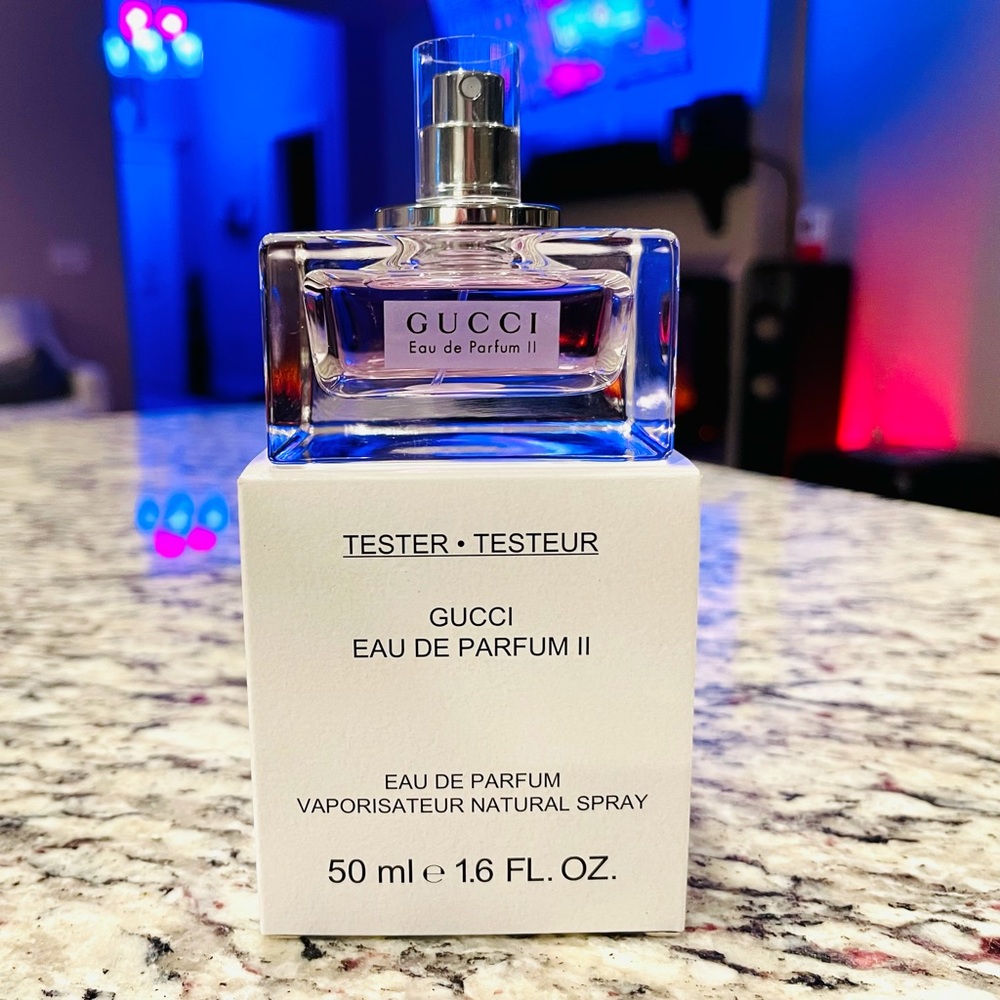 GUCCI
Eau de Parfum II
TESTER • TESTEUR
GUCCI
EAU DE PARFUM II
EAU DE PARFUM
VAPORISATEUR NATURAL SPRAY
50 ml ℮ 1.6 FL. OZ.